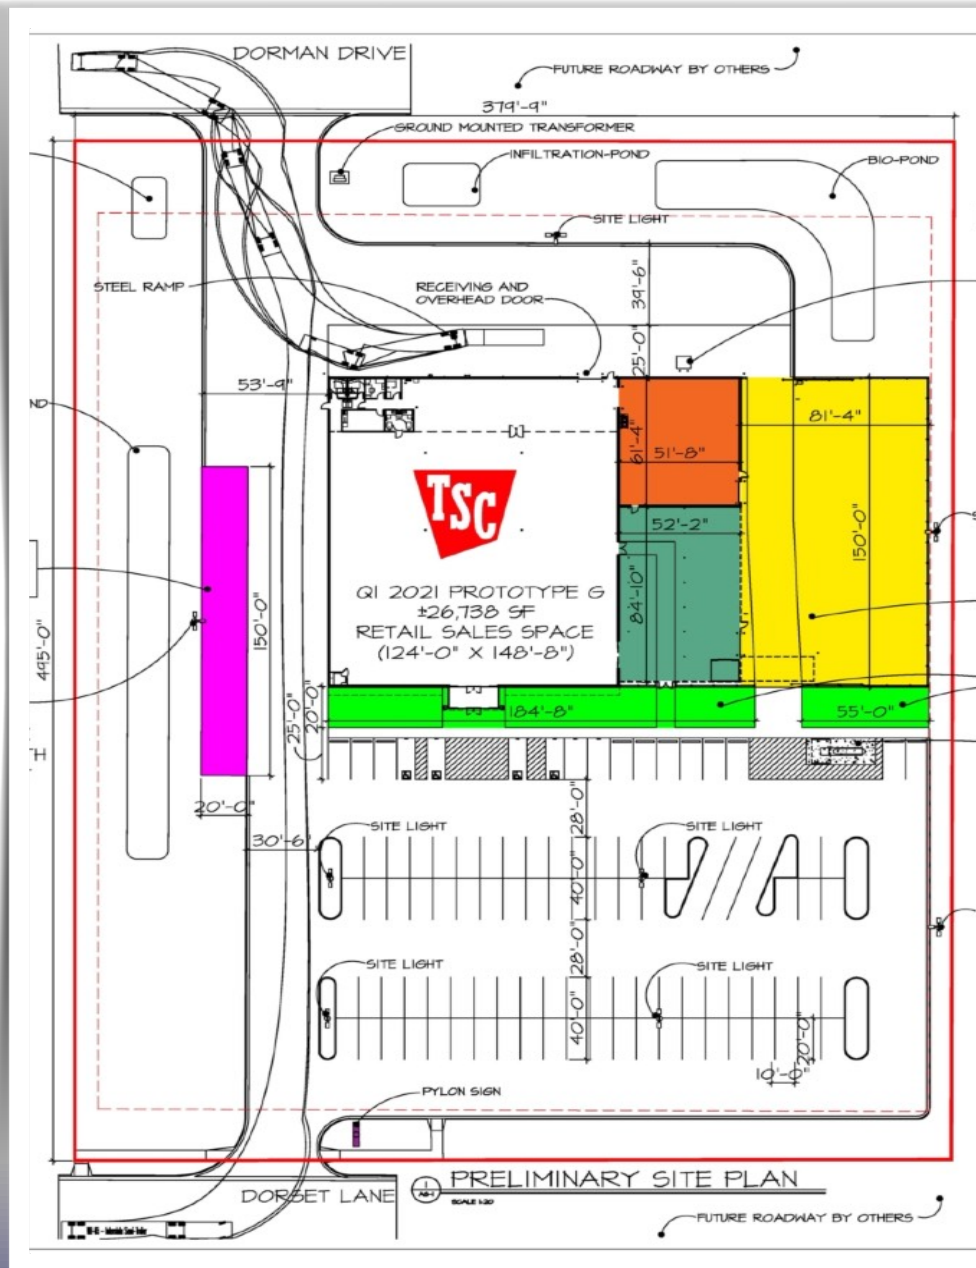 DORMAN DRIVE
FUTURE ROADWAY BY OTHERS
379'-9"
GROUND MOUNTED TRANSFORMER
INFILTRATION-POND
BIO-POND
SITE LIGHT
STEEL RAMP
RECEIVING AND
OVERHEAD DOOR
39'-6"
25'-0"
53'-9"
81'-4"
61'-4"
51'-8"
ND
TSC
52'-2"
150'-0"
84'-10"
Q1 2021 PROTOTYPE G
±26,738 SF
RETAIL SALES SPACE
(124'-0" X 148'-8")
495'-0"
150'-0"
25'-0"
20'-0"
184'-8"
55'-0"
20'-0"
30'-6"
SITE LIGHT
SITE LIGHT
28'-0"
40'-0"
28'-0"
SITE LIGHT
SITE LIGHT
40'-0"
20'-0"
10'-0"
PYLON SIGN
DORSET LANE
1
PRELIMINARY SITE PLAN
SCALE 1:20
FUTURE ROADWAY BY OTHERS